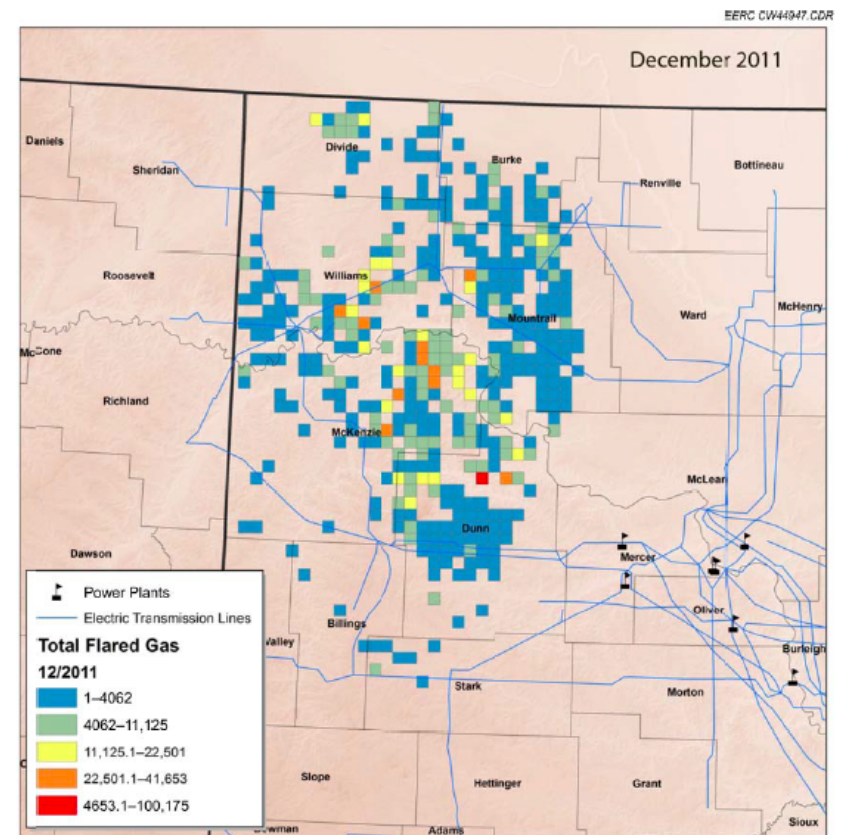 EERC CW44947.CDR
December 2011
Daniels
Sheridan
Divide
Burke
Renville
Bottineau
Roosevelt
Williams
Mountrail
Ward
McHenry
Richland
McKenzie
McLean
Dunn
Dawson
Mercer
Oliver
Billings
Valley
Burleigh
Stark
Morton
Slope
Hettinger
Grant
Adams
Sioux
Power Plants
Electric Transmission Lines
Total Flared Gas
12/2011
1–4062
4062–11,125
11,125.1–22,501
22,501.1–41,653
4653.1–100,175